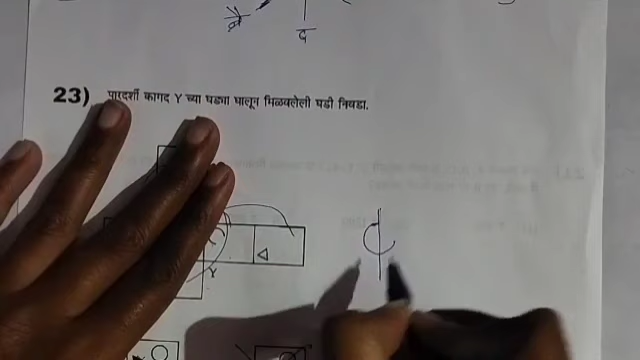 द
23) पारदर्शी कागद Y च्या घड्या घालून मिळवलेली घडी निवडा.
Y